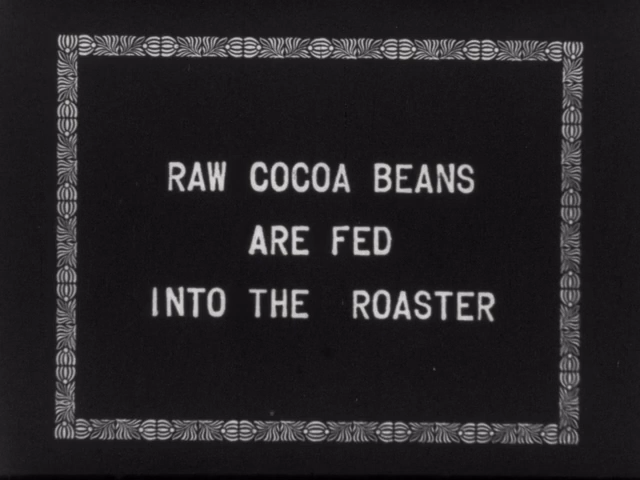 RAW COCOA BEANS
ARE FED
INTO THE ROASTER